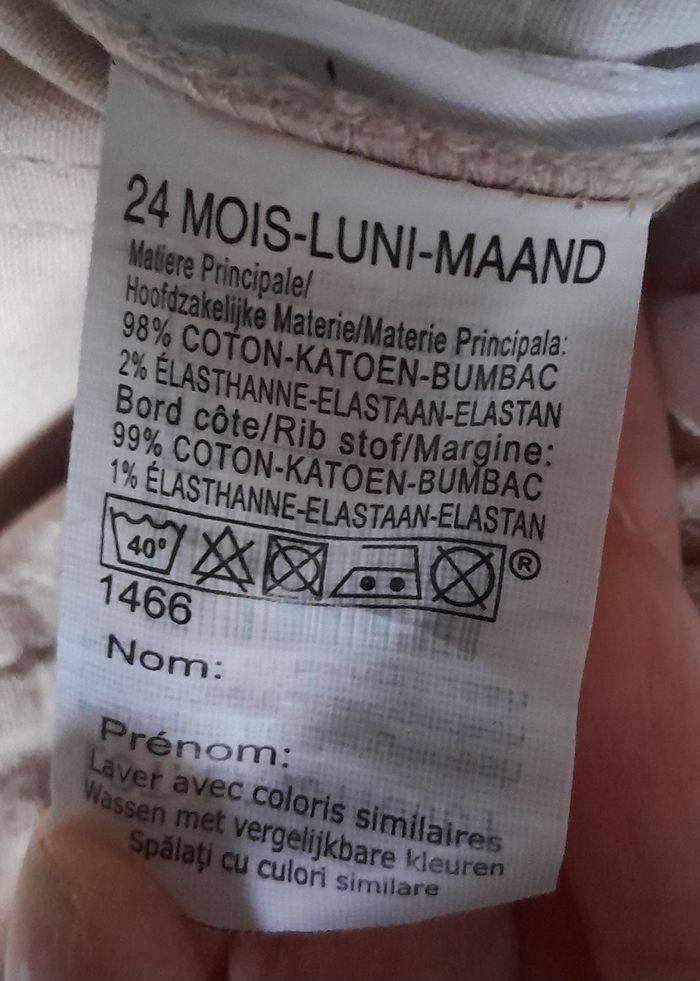 24 MOIS-LUNI-MAAND
Matiere Principale/
Hoofdzakelijke Materie/Materie Principala:
98% COTON-KATOEN-BUMBAC
2% ÉLASTHANNE-ELASTAAN-ELASTAN
Bord côte/Rib stof/Margine:
99% COTON-KATOEN-BUMBAC
1% ÉLASTHANNE-ELASTAAN-ELASTAN
40° ®
1466
Nom:
Prénom:
Laver avec coloris similaires
Wassen met vergelijkbare kleuren
Spălați cu culori similare